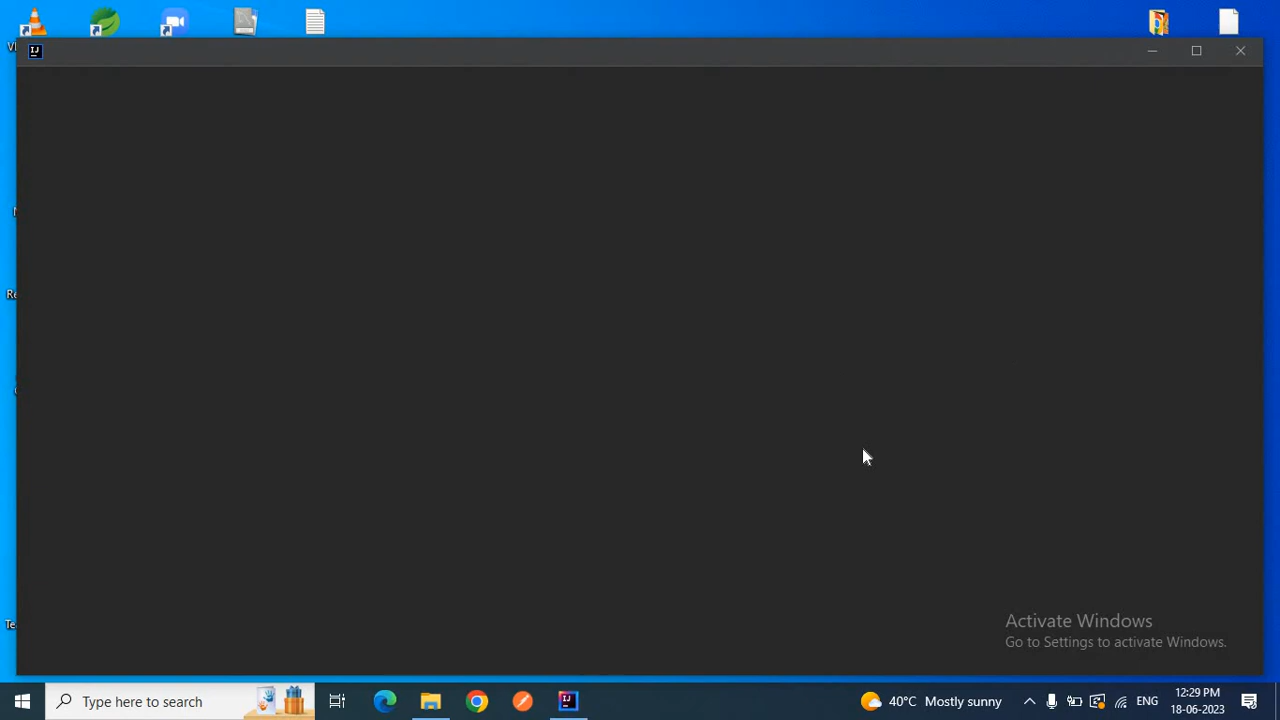 IJ
Activate Windows
Go to Settings to activate Windows.
Type here to search
40°C Mostly sunny
ENG
12:29 PM
18-06-2023